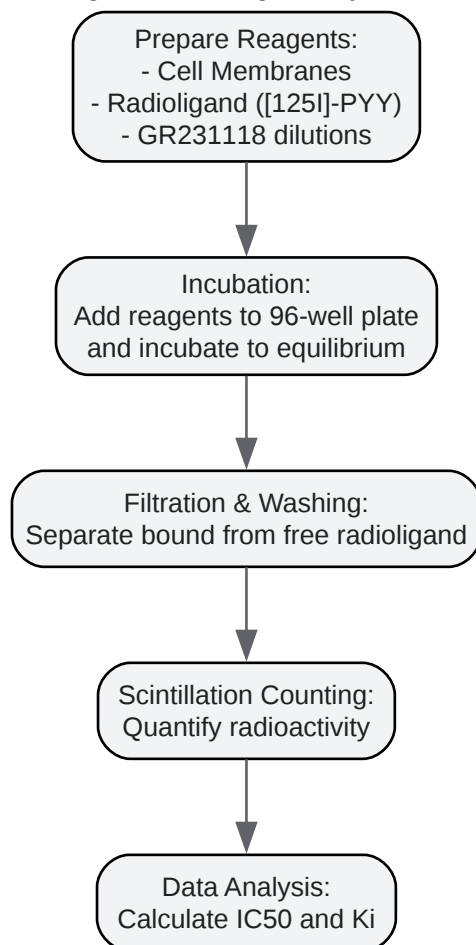 Prepare Reagents:
- Cell Membranes
- Radioligand ([125I]-PYY)
- GR231118 dilutions
Incubation:
Add reagents to 96-well plate
and incubate to equilibrium
Filtration & Washing:
Separate bound from free radioligand
Scintillation Counting:
Quantify radioactivity
Data Analysis:
Calculate IC50 and Ki